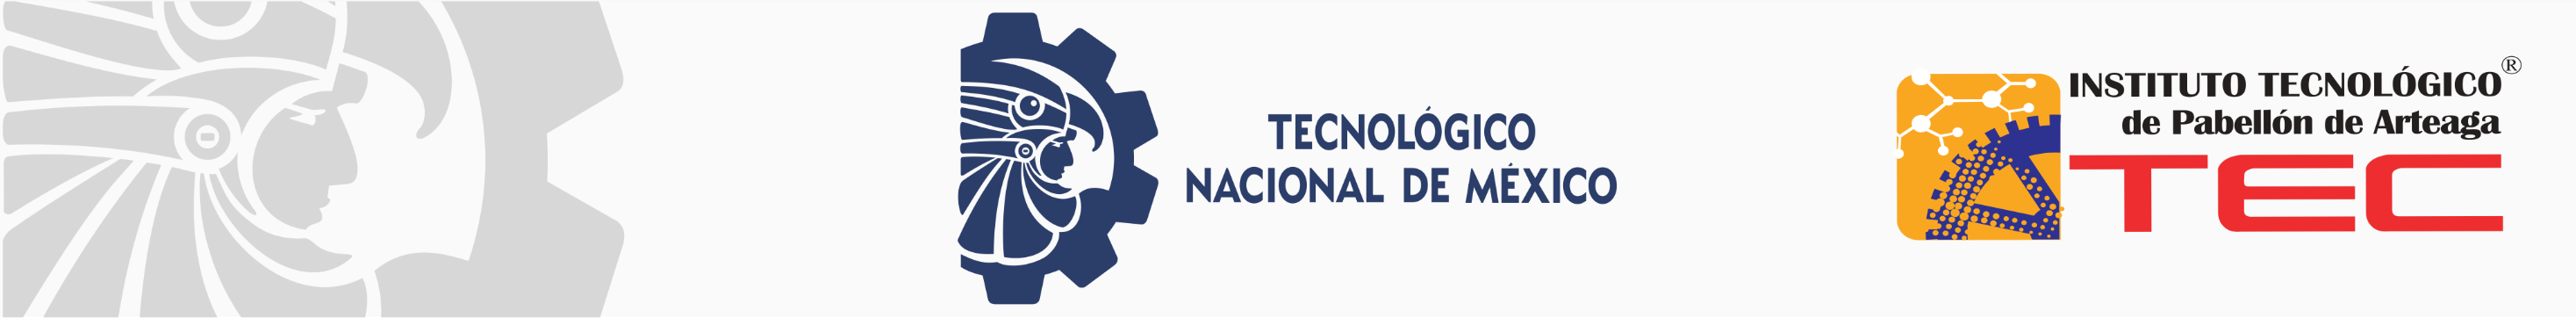 TECNOLÓGICO
NACIONAL DE MÉXICO
INSTITUTO TECNOLÓGICO®
de Pabellón de Arteaga
TEC